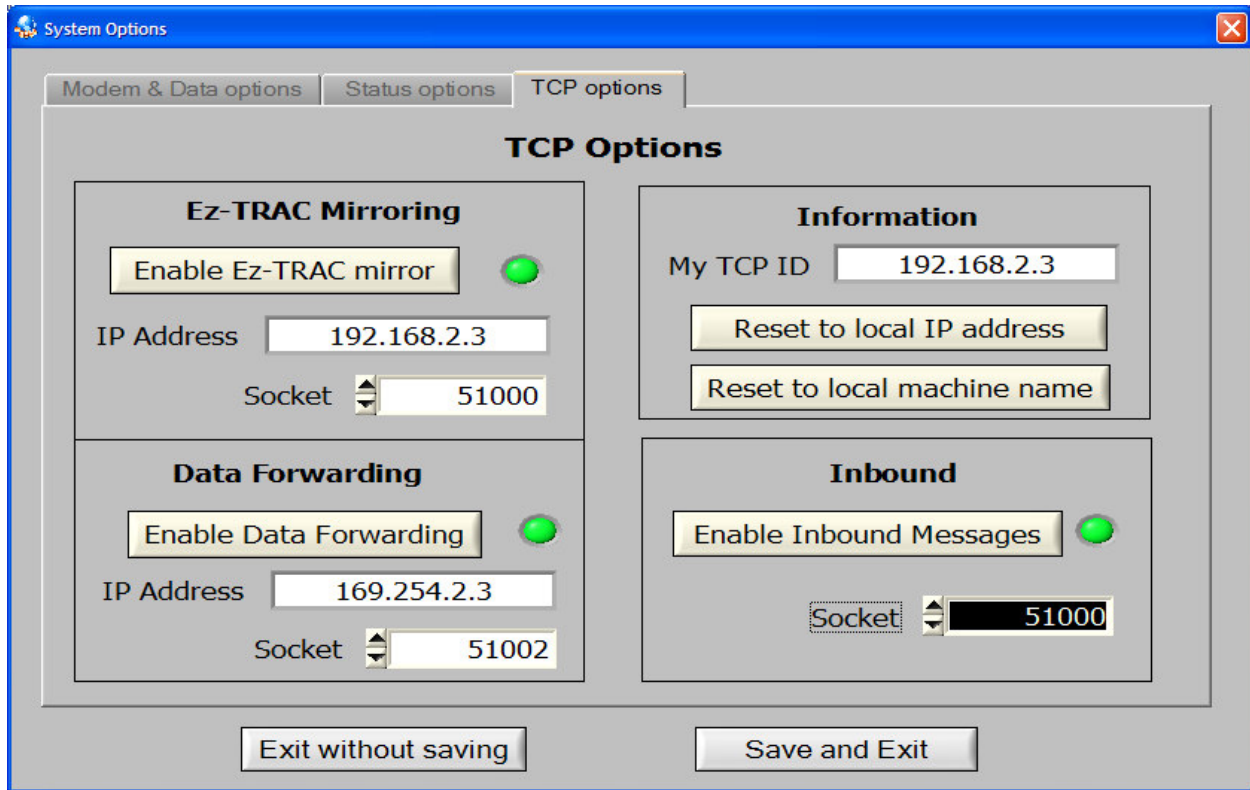 System Options
Modem & Data options
Status options
TCP options
TCP Options
Ez-TRAC Mirroring
Enable Ez-TRAC mirror
IP Address
192.168.2.3
Socket
51000
Data Forwarding
Enable Data Forwarding
IP Address
169.254.2.3
Socket
51002
Information
My TCP ID
192.168.2.3
Reset to local IP address
Reset to local machine name
Inbound
Enable Inbound Messages
Socket
51000
Exit without saving
Save and Exit